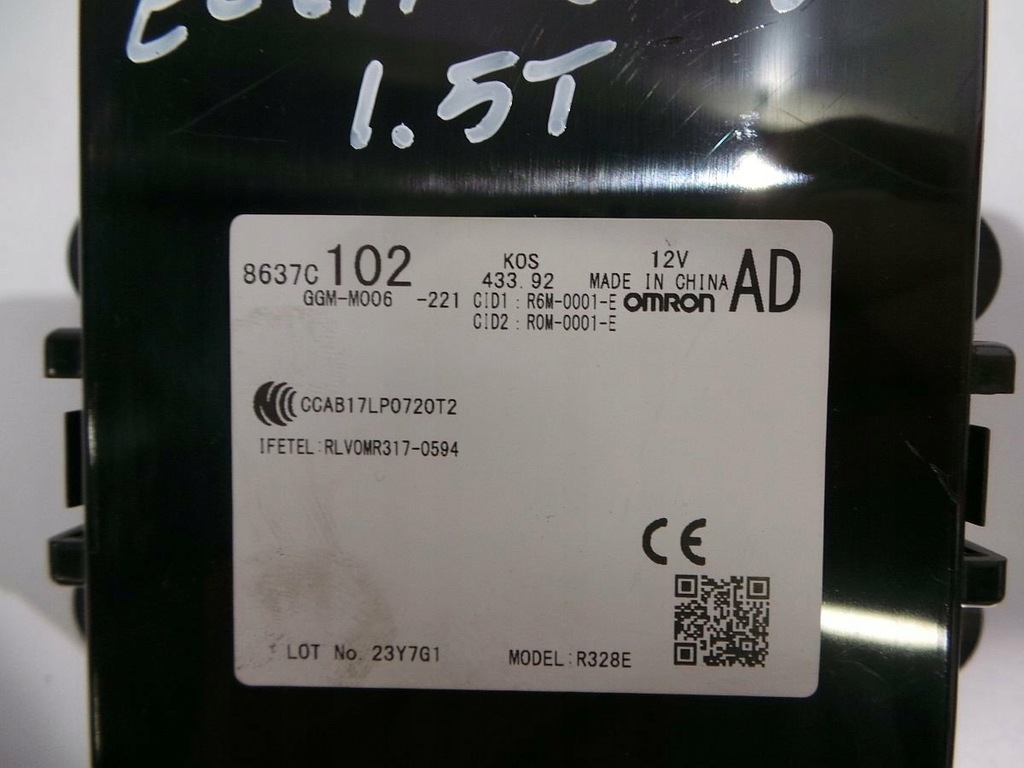 1.5T
8637C 102 KOS 12V AD
433.92 MADE IN CHINA
GGM-M006 -221 CID1 : R6M-0001-E OMRON
CID2 : R0M-0001-E
CCAB17LP0720T2
IFETEL:RLVOMR317-0594
CE
LOT No. 23Y7G1 MODEL:R328E